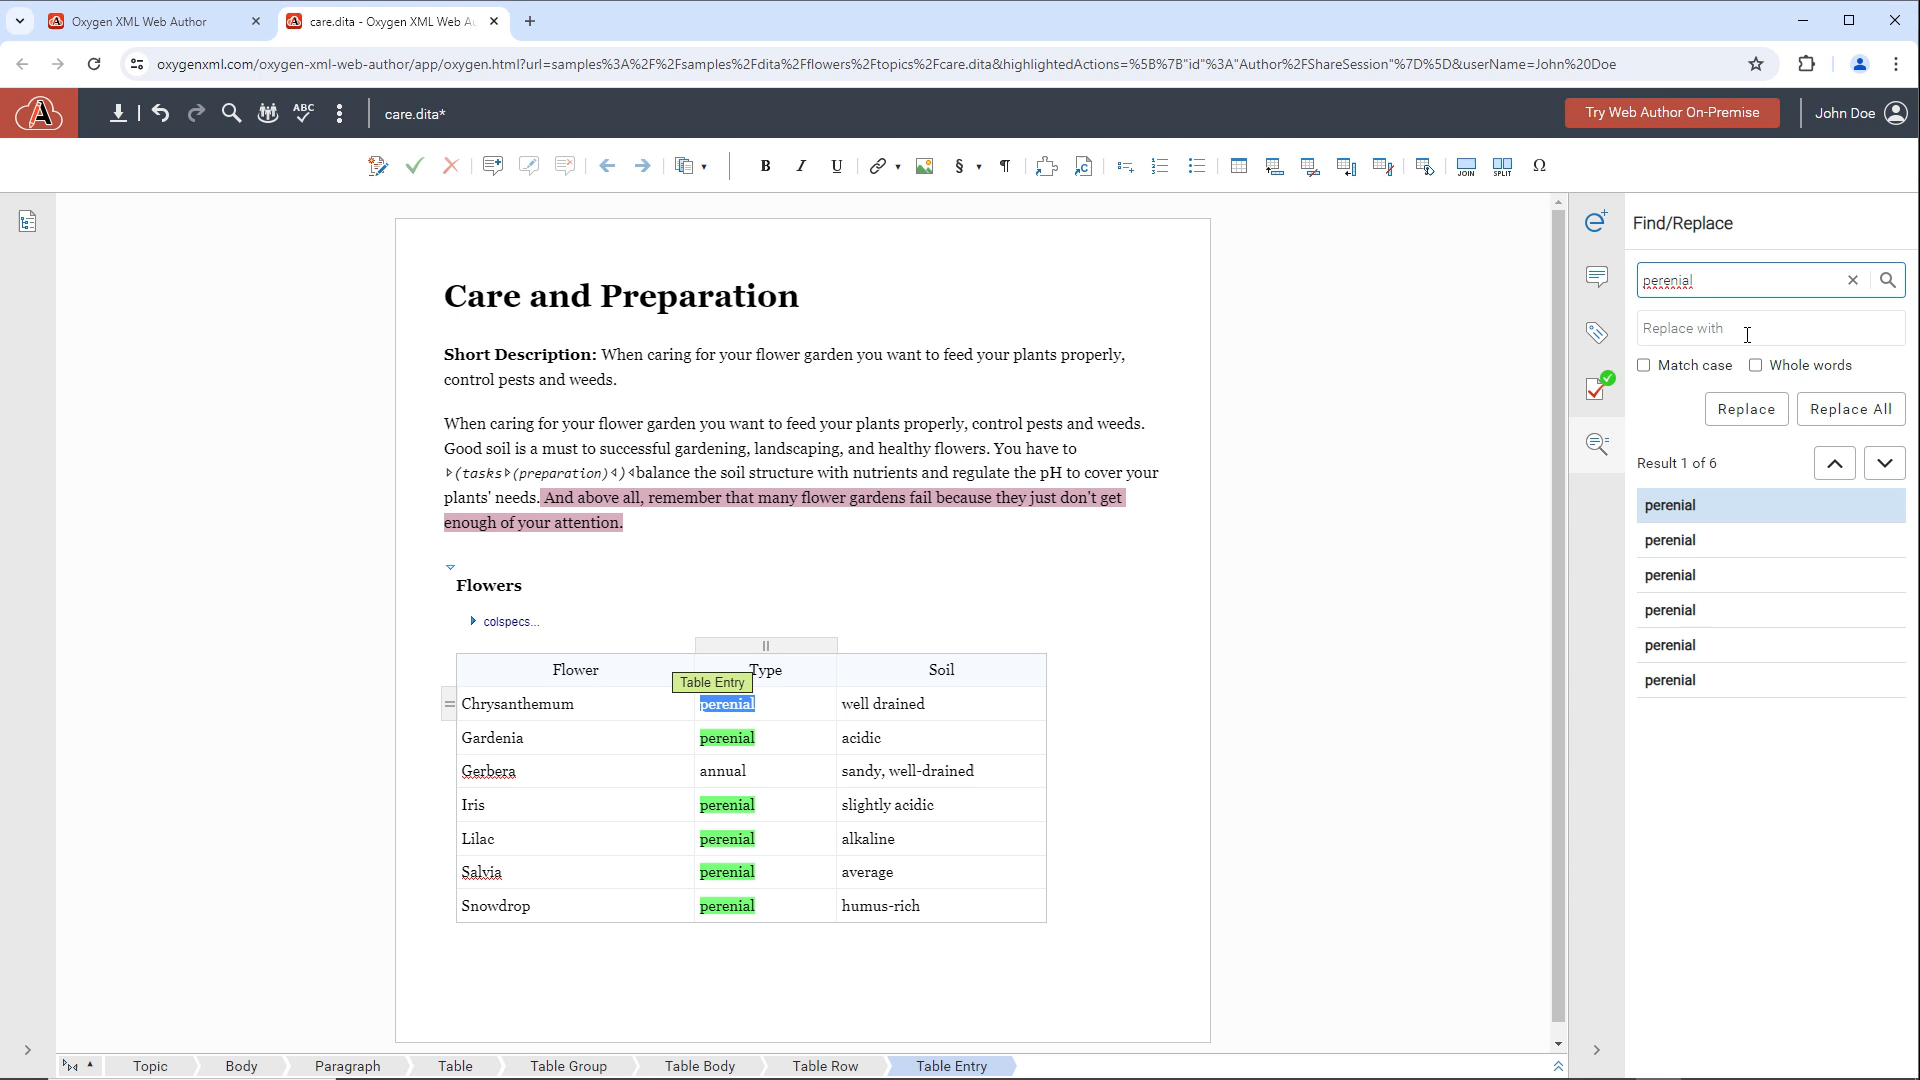 Oxygen XML Web Author
care.dita - Oxygen XML Web Au
oxygenxml.com/oxygen-xml-web-author/app/oxygen.html?url=samples%3A%2F%2Fsamples%2Fdita%2Fflowers%2Ftopics%2Fcare.dita&highlightedActions=%5B%7B"id"%3A"Author%2FShareSession"%7D%5D&userName=John%20Doe
ABC
care.dita*
Try Web Author On-Premise
John Doe
B I U § ¶ JOIN SPLIT Ω
Care and Preparation
Short Description: When caring for your flower garden you want to feed your plants properly,
control pests and weeds.
When caring for your flower garden you want to feed your plants properly, control pests and weeds.
Good soil is a must to successful gardening, landscaping, and healthy flowers. You have to
(tasks(preparation))balance the soil structure with nutrients and regulate the pH to cover your
plants' needs. And above all, remember that many flower gardens fail because they just don't get
enough of your attention.
Flowers
colspecs...
Flower Type Soil
Table Entry
Chrysanthemum perenial well drained
Gardenia perenial acidic
Gerbera annual sandy, well-drained
Iris perenial slightly acidic
Lilac perenial alkaline
Salvia perenial average
Snowdrop perenial humus-rich
Find/Replace
perenial
Replace with
Match case Whole words
Replace Replace All
Result 1 of 6
perenial
perenial
perenial
perenial
perenial
perenial
Topic Body Paragraph Table Table Group Table Body Table Row Table Entry